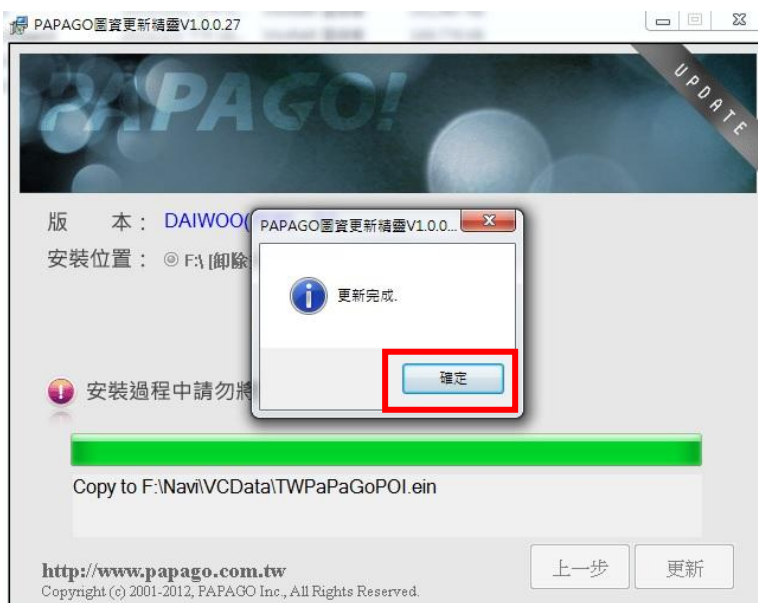 PAPAGO圖資更新精靈V1.0.0.27
PAPAGO!
UPDATE
版 本： DAIWOO(
安裝位置： F:\ [卸除
PAPAGO圖資更新精靈V1.0.0...
更新完成.
確定
安裝過程中請勿將
Copy to F:\Navi\VCData\TWPaPaGoPOI.ein
http://www.papago.com.tw
Copyright (c) 2001-2012, PAPAGO Inc., All Rights Reserved.
上一步
更新